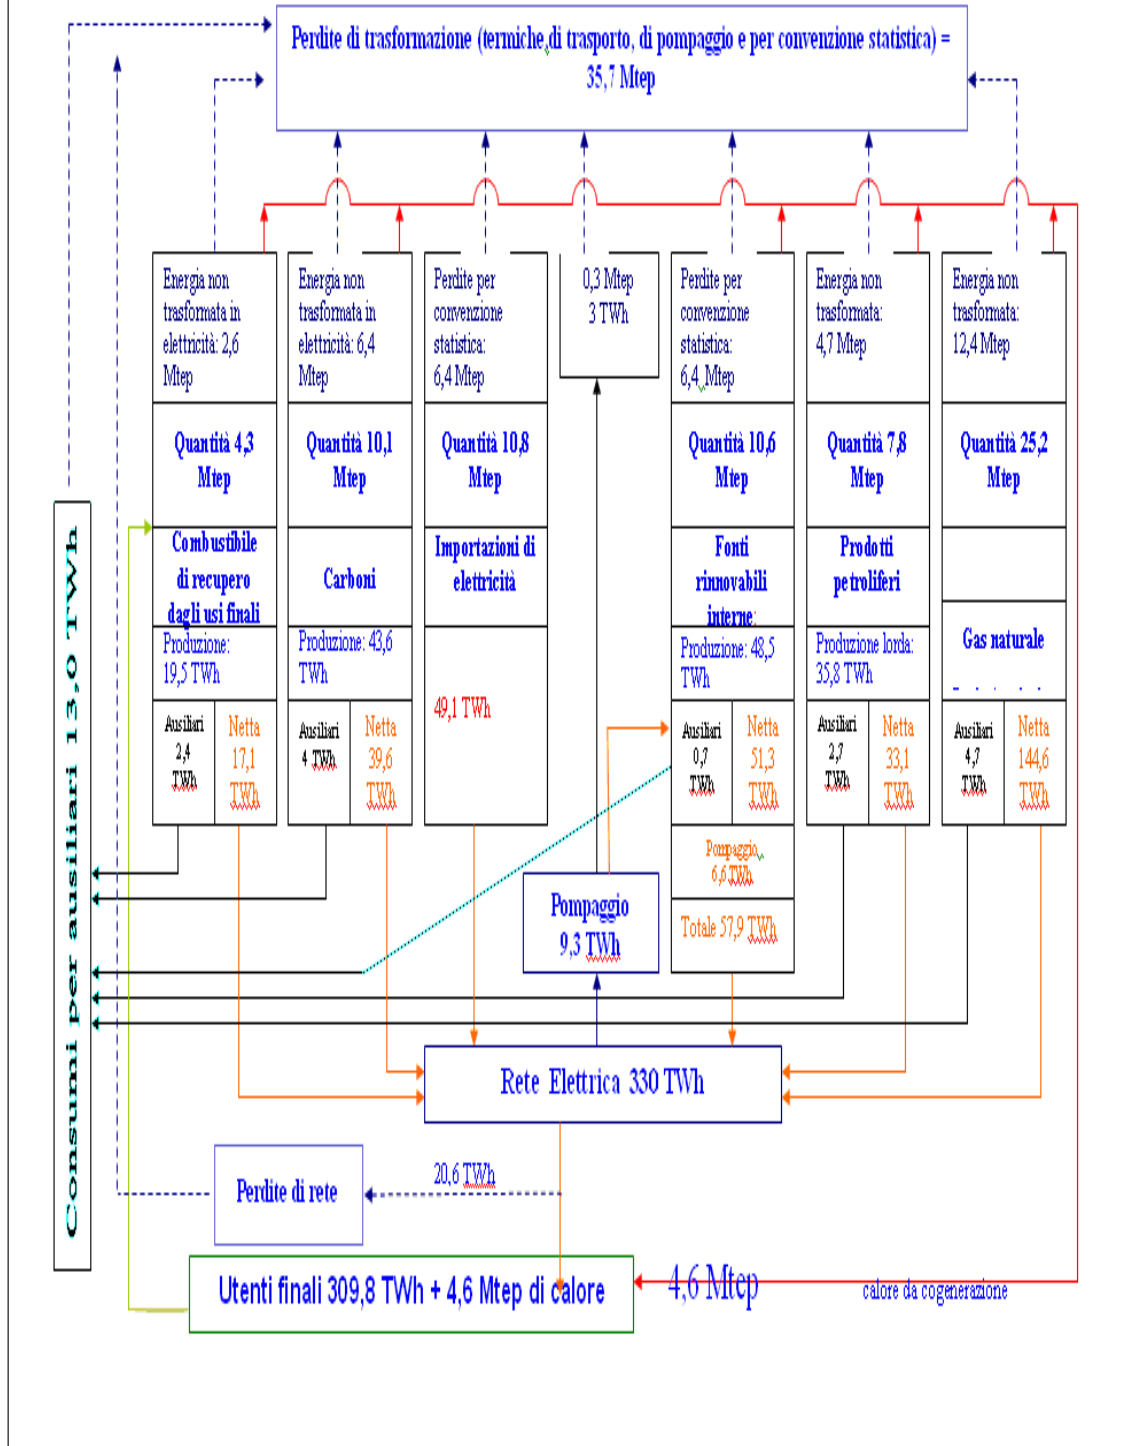 Perdite di trasformazione (termiche,di trasporto, di pompaggio e per convenzione statistica) =
35,7 Mtep
Energia non
trasformata in
elettricità: 2,6
Mtep
Quantità 4,3
Mtep
Combustibile
di recupero
dagli usi finali
Produzione:
19,5 TWh
Ausiliari
2,4
TWh
Netta
17,1
TWh
Energia non
trasformata in
elettricità: 6,4
Mtep
Quantità 10,1
Mtep
Carboni
Produzione: 43,6
TWh
Ausiliari
4 TWh
Netta
39,6
TWh
Perdite per
convenzione
statistica:
6,4 Mtep
Quantità 10,8
Mtep
Importazioni di
elettricità
49,1 TWh
0,3 Mtep
3 TWh
Perdite per
convenzione
statistica:
6,4 Mtep
Quantità 10,6
Mtep
Fonti
rinnovabili
interne:
Produzione: 48,5
TWh
Ausiliari
0,7
TWh
Netta
51,3
TWh
Pompaggio
6,6 TWh
Totale 57,9 TWh
Energia non
trasformata:
4,7 Mtep
Quantità 7,8
Mtep
Prodotti
petroliferi
Produzione lorda:
35,8 TWh
Ausiliari
2,7
TWh
Netta
33,1
TWh
Energia non
trasformata:
12,4 Mtep
Quantità 25,2
Mtep
Gas naturale
Ausiliari
4,7
TWh
Netta
144,6
TWh
Consumi per ausiliari 13,0 TWh
Pompaggio
9,3 TWh
Rete Elettrica 330 TWh
20,6 TWh
Perdite di rete
Utenti finali 309,8 TWh + 4,6 Mtep di calore
4,6 Mtep
calore da cogenerazione